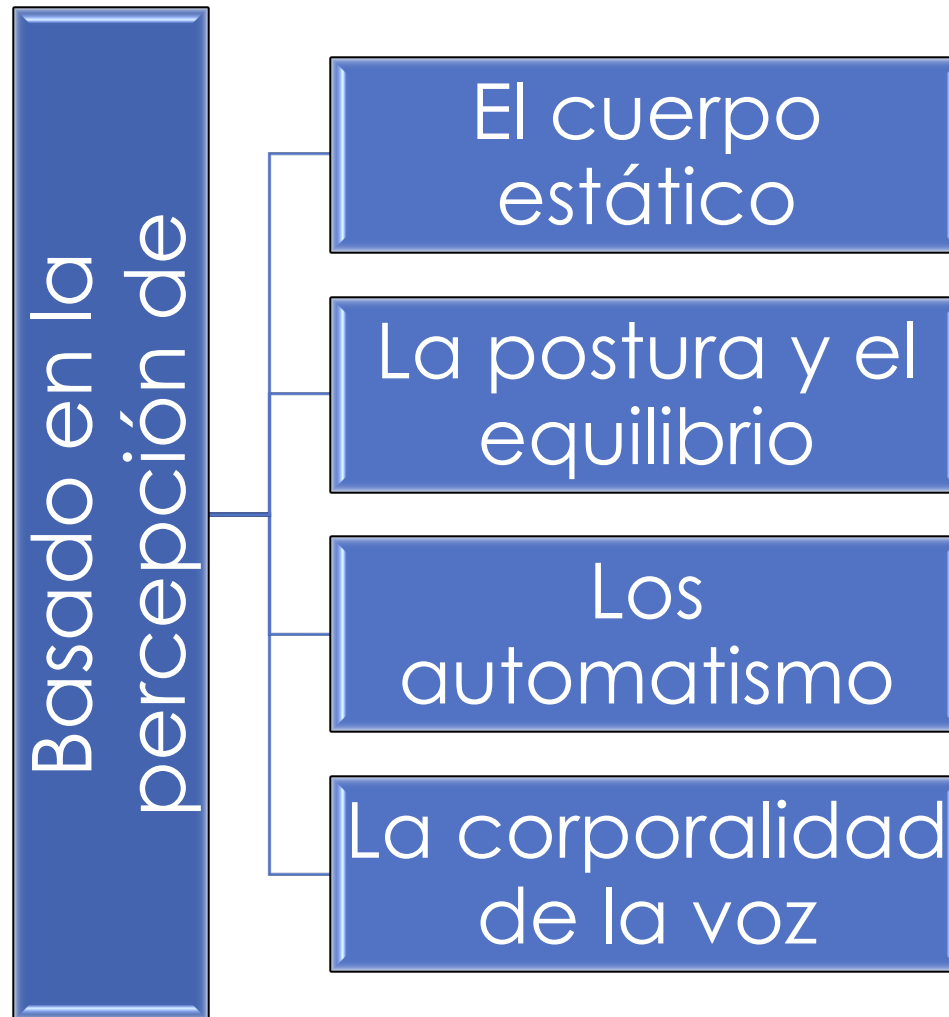 Basado en la
percepción de
El cuerpo
estático
La postura y el
equilibrio
Los
automatismo
La corporalidad
de la voz